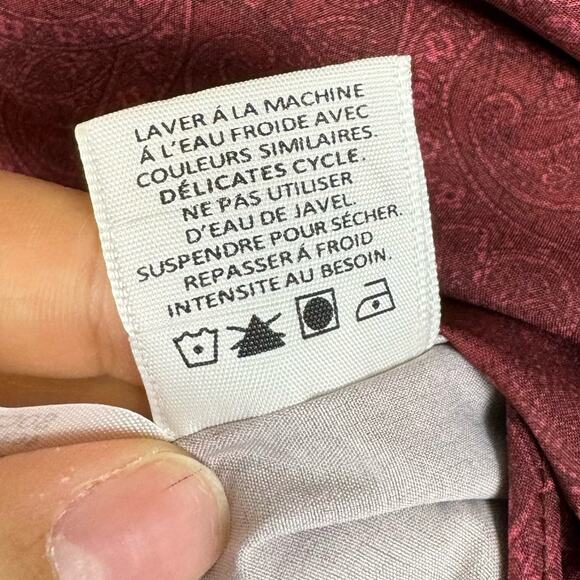 LAVER Á LA MACHINE
Á L'EAU FROIDE AVEC
COULEURS SIMILAIRES.
DÉLICATES CYCLE.
NE PAS UTILISER
D'EAU DE JAVEL.
SUSPENDRE POUR SÉCHER.
REPASSER Á FROID
INTENSITE AU BESOIN.